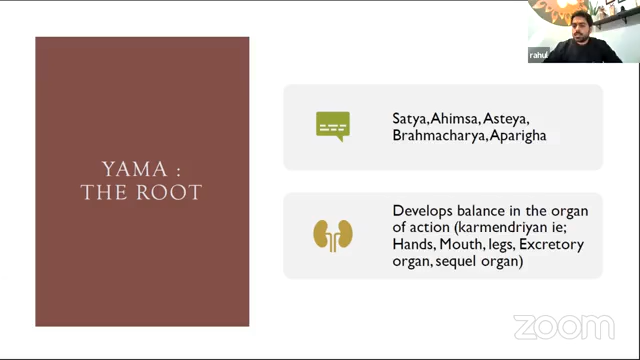 rahul
YAMA :
THE ROOT
Satya, Ahimsa, Asteya,
Brahmacharya, Aparigha
Develops balance in the organ
of action (karmendriyan ie;
Hands, Mouth, legs, Excretory
organ, sequel organ)
zoom